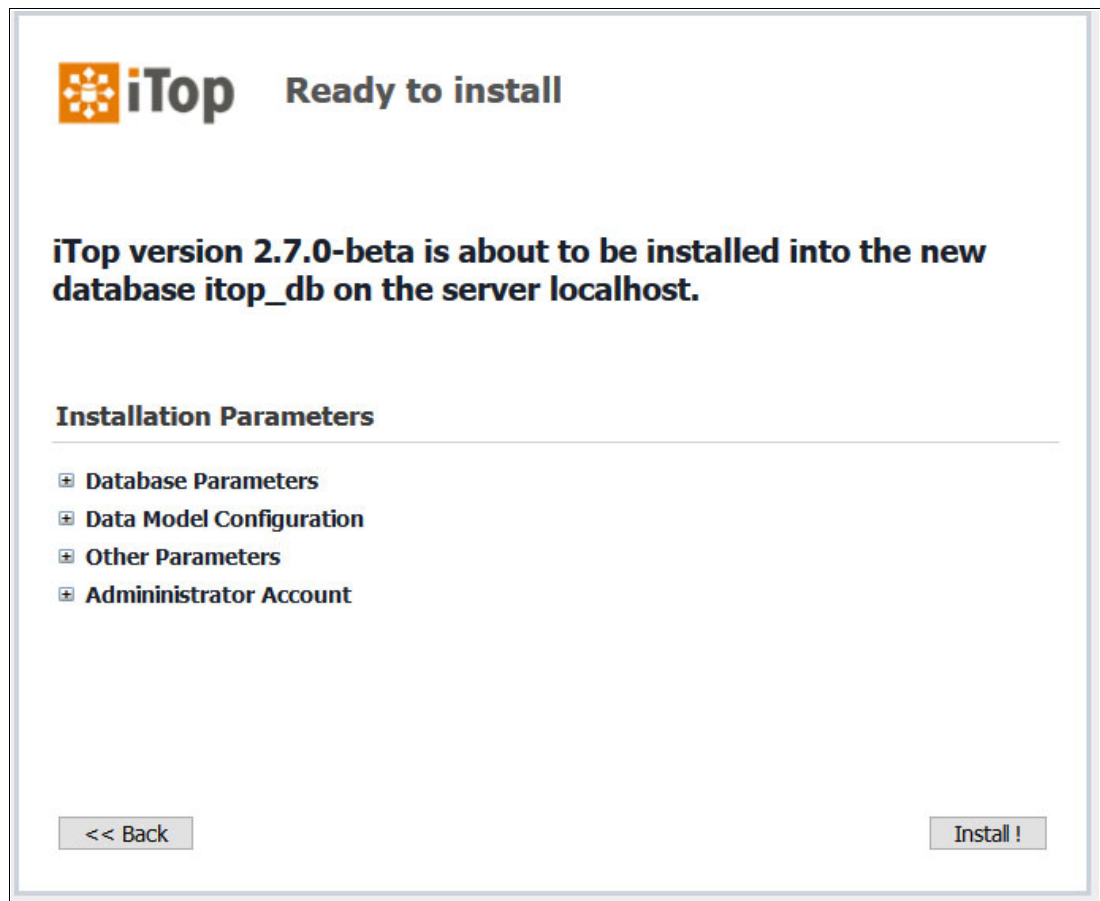 iTop
Ready to install
iTop version 2.7.0-beta is about to be installed into the new
database itop_db on the server localhost.
Installation Parameters
Database Parameters
Data Model Configuration
Other Parameters
Admininistrator Account
<< Back
Install !